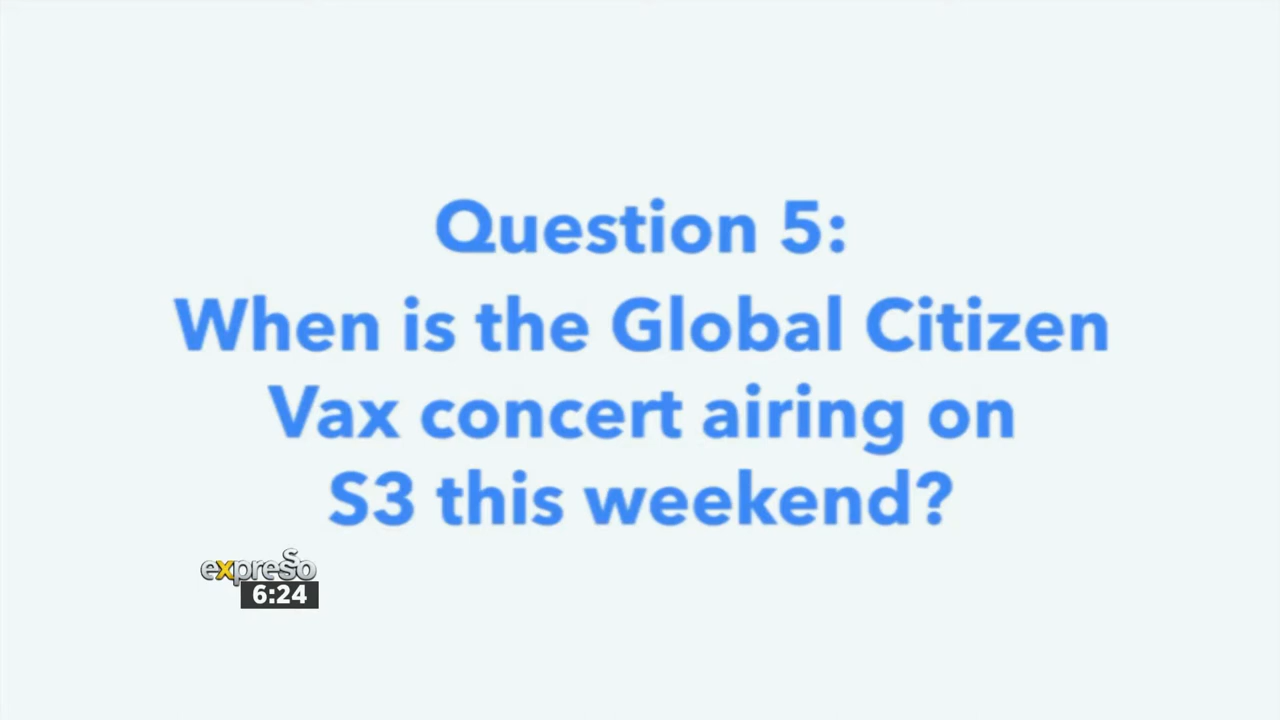 Question 5:
When is the Global Citizen
Vax concert airing on
S3 this weekend?
expresso
6:24